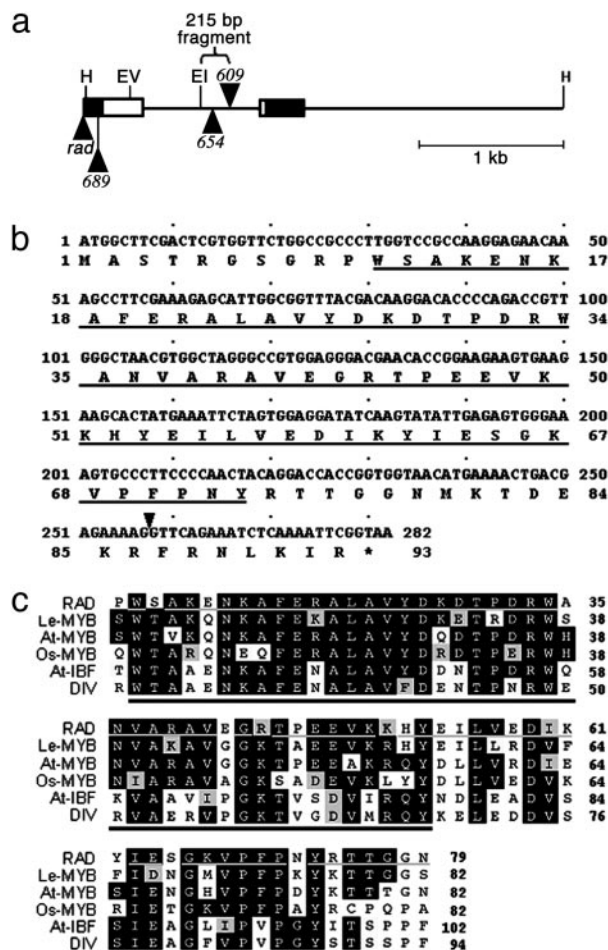 a
215 bp
fragment
H
EV
EI
609
H
rad
689
654
1 kb
b
1 ATGGCTTCGACTCGTGGTTCTGGCCGCCCTTGGTCCGCCAAGGAGAACAA 50
1 M A S T R G S G R P W S A K E N K 17
51 AGCCTTCGAAAGAGCATTGGCGGTTTACGACAAGGACACCCCAGACCGTT 100
18 A F E R A L A V Y D K D T P D R W 34
101 GGGCTAACGTGGCTAGGGCCGTGGAGGGACGAACACCGGAAGAAGTGAAG 150
35 A N V A R A V E G R T P E E V K 50
151 AAGCACTATGAAATTCTAGTGGAGGATATCAAGTATATTGAGAGTGGGAA 200
51 K H Y E I L V E D I K Y I E S G K 67
201 AGTGCCCTTCCCCAACTACAGGACCACCGGTGGTAACATGAAAACTGACG 250
68 V P F P N Y R T T G G N M K T D E 84
251 AGAAAAGGTTCAGAAATCTCAAAATTCGGTAA 282
85 K R F R N L K I R * 93
c
RAD P W S A K E N K A F E R A L A V Y D K D T P D R W A 35
Le-MYB S W T A K Q N K A F E K A L A V Y D K E T R D R W S 38
At-MYB S W T V K Q N K A F E R A L A V Y D Q D T P D R W H 38
Os-MYB Q W T A R Q N E Q F E R A L A V Y D R D T P E R W H 38
At-IBF T W T A A E N K A F E N A L A V Y D D N T P D R W Q 58
DIV R W T A A E N K A F E N A L A V F D E N T P N R W E 50
RAD N V A R A V E G R T P E E V K K H Y E I L V E D I K 61
Le-MYB N V A K A V G G K T A E E V K R H Y E I L L R D V F 64
At-MYB N V A R A V G G K T P E E A K R Q Y D L L V R D I E 64
Os-MYB N I A R A V A G K S A D E V K L Y Y D L L V E D V K 64
At-IBF K V A A V I P G K T V S D V I R Q Y N D L E A D V S 84
DIV R V A E R V P G K T V G D V M R Q Y K E L E D D V S 76
RAD Y I E S G K V P F P N Y R T T G G N 79
Le-MYB F I D N G M V P F P K Y K T T G G S 82
At-MYB S I E N G H V P F P D Y K T T T G N 82
Os-MYB R I E T G K V P F P A Y R C P Q P A 82
At-IBF S I E A G L I P V P G Y I T S P P F 102
DIV S I E A G F V P V P G Y S T S S P F 94